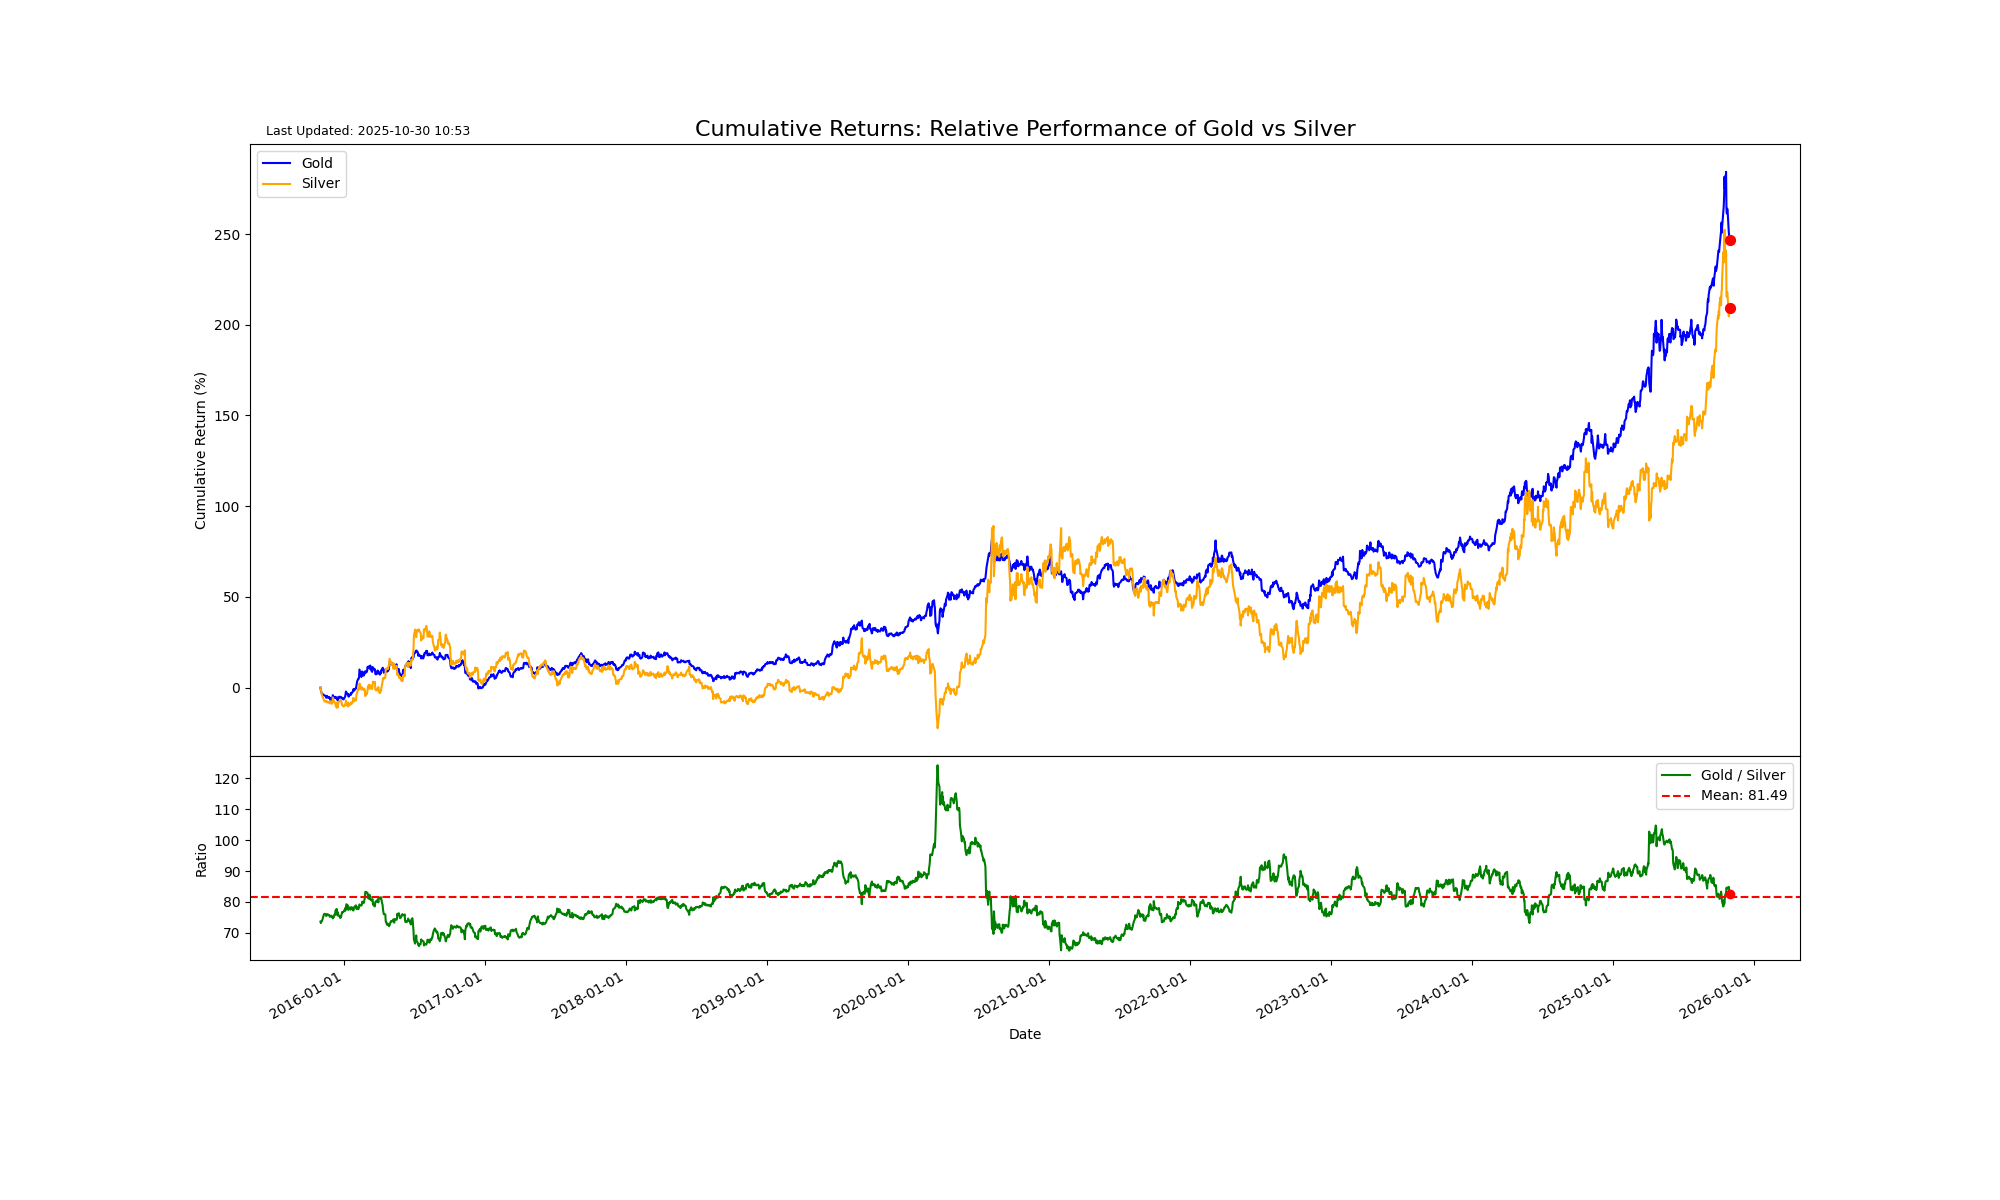 Last Updated: 2025-10-30 10:53
Cumulative Returns: Relative Performance of Gold vs Silver
Gold
Silver
250
200
150
100
50
0
Cumulative Return (%)
Gold / Silver
Mean: 81.49
120
110
100
90
80
70
Ratio
2016-01-01
2017-01-01
2018-01-01
2019-01-01
2020-01-01
2021-01-01
2022-01-01
2023-01-01
2024-01-01
2025-01-01
2026-01-01
Date